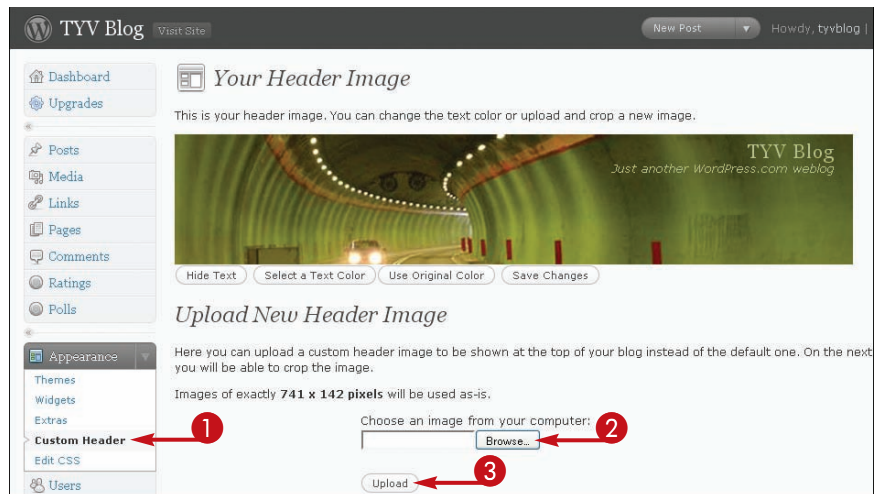 TYV Blog Visit Site New Post Howdy, tyvblog |
Dashboard
Upgrades
Posts
Media
Links
Pages
Comments
Ratings
Polls
Appearance
Themes
Widgets
Extras
Custom Header
Edit CSS
Users
Your Header Image
This is your header image. You can change the text color or upload and crop a new image.
TYV Blog
Just another WordPress.com weblog
Hide Text Select a Text Color Use Original Color Save Changes
Upload New Header Image
Here you can upload a custom header image to be shown at the top of your blog instead of the default one. On the next
you will be able to crop the image.
Images of exactly 741 x 142 pixels will be used as-is.
Choose an image from your computer:
Browse...
Upload
1
2
3